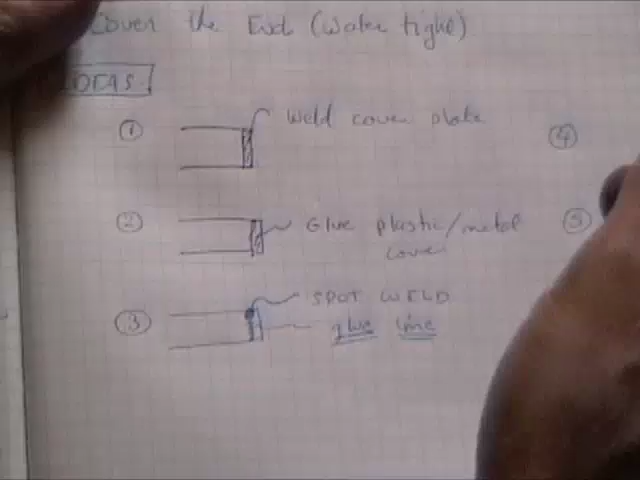 Cover the End (Water tight)
IDEAS
① Weld cover plate
② Glue plastic/metal
cover
③ SPOT WELD
glue line
④
⑤